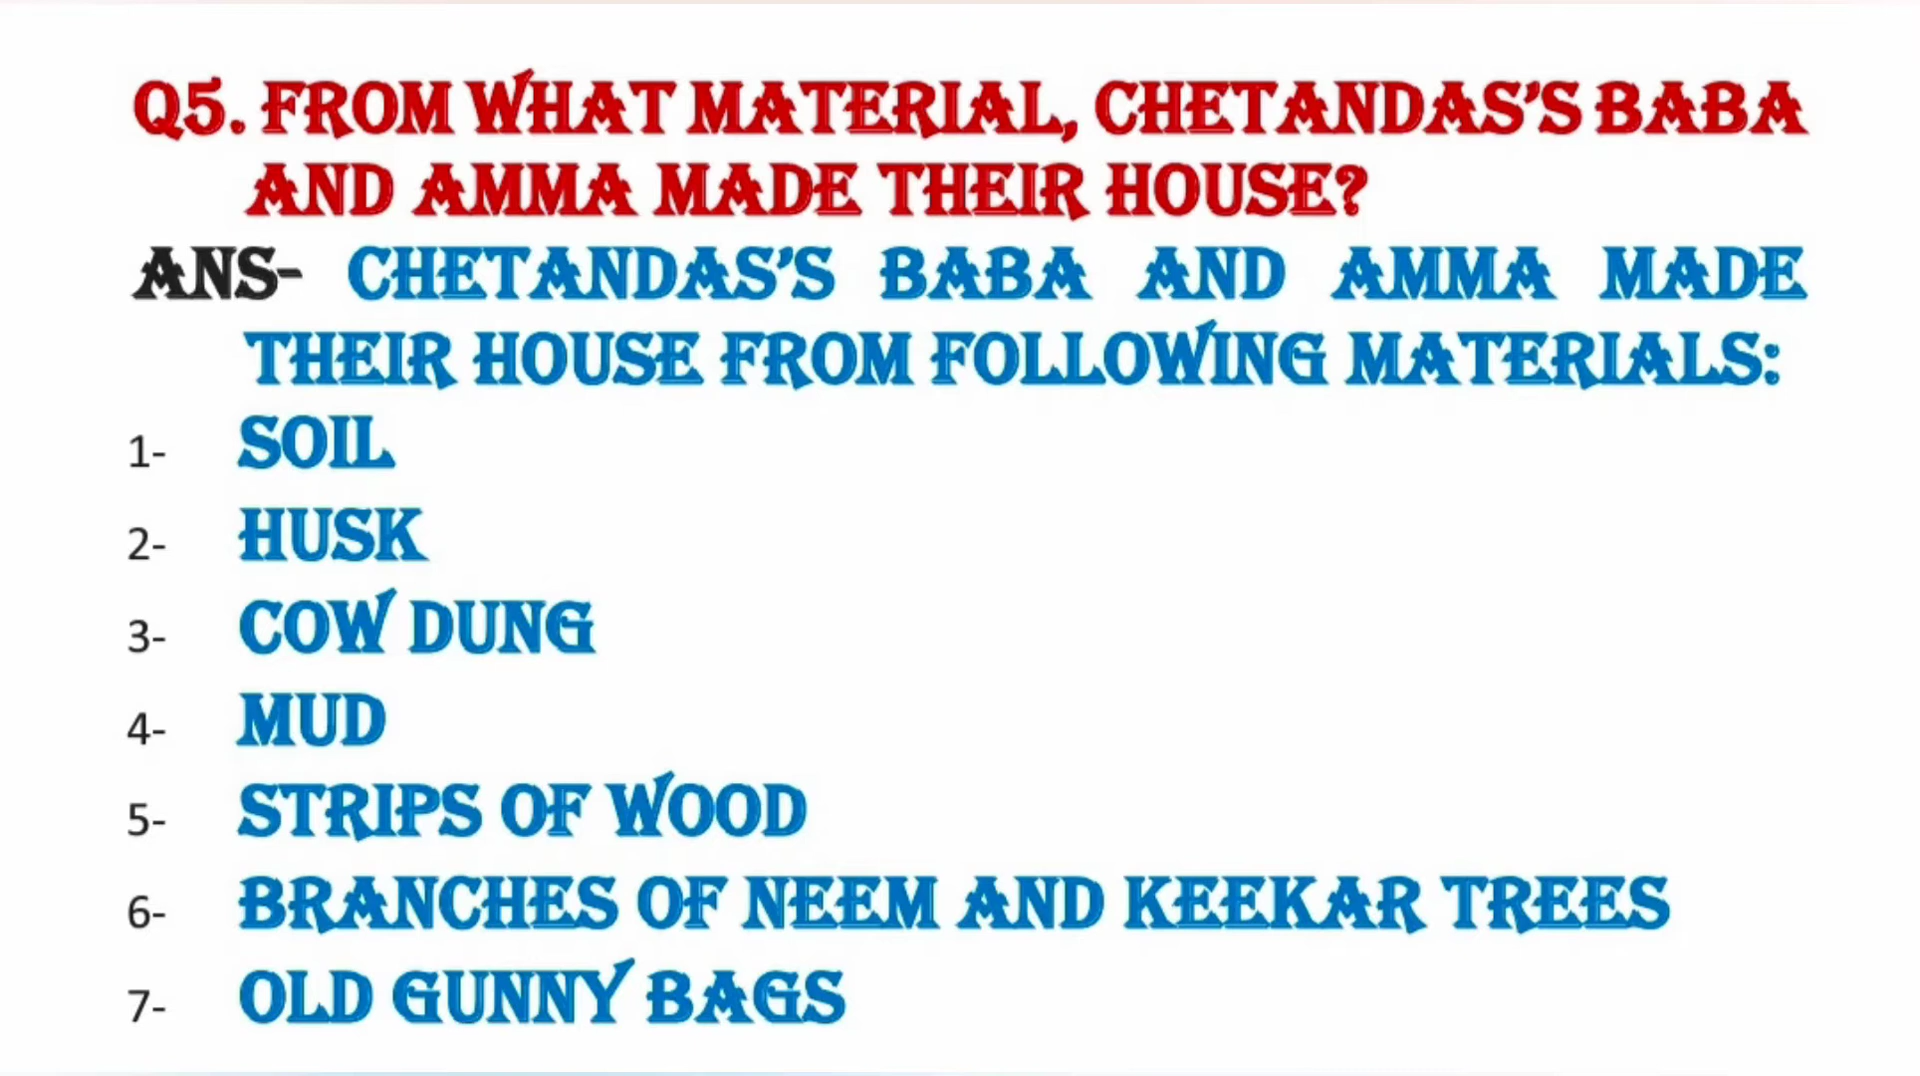 Q5. FROM WHAT MATERIAL, CHETANDAS'S BABA
AND AMMA MADE THEIR HOUSE?
ANS- CHETANDAS'S BABA AND AMMA MADE
THEIR HOUSE FROM FOLLOWING MATERIALS:
1- SOIL
2- HUSK
3- COW DUNG
4- MUD
5- STRIPS OF WOOD
6- BRANCHES OF NEEM AND KEEKAR TREES
7- OLD GUNNY BAGS